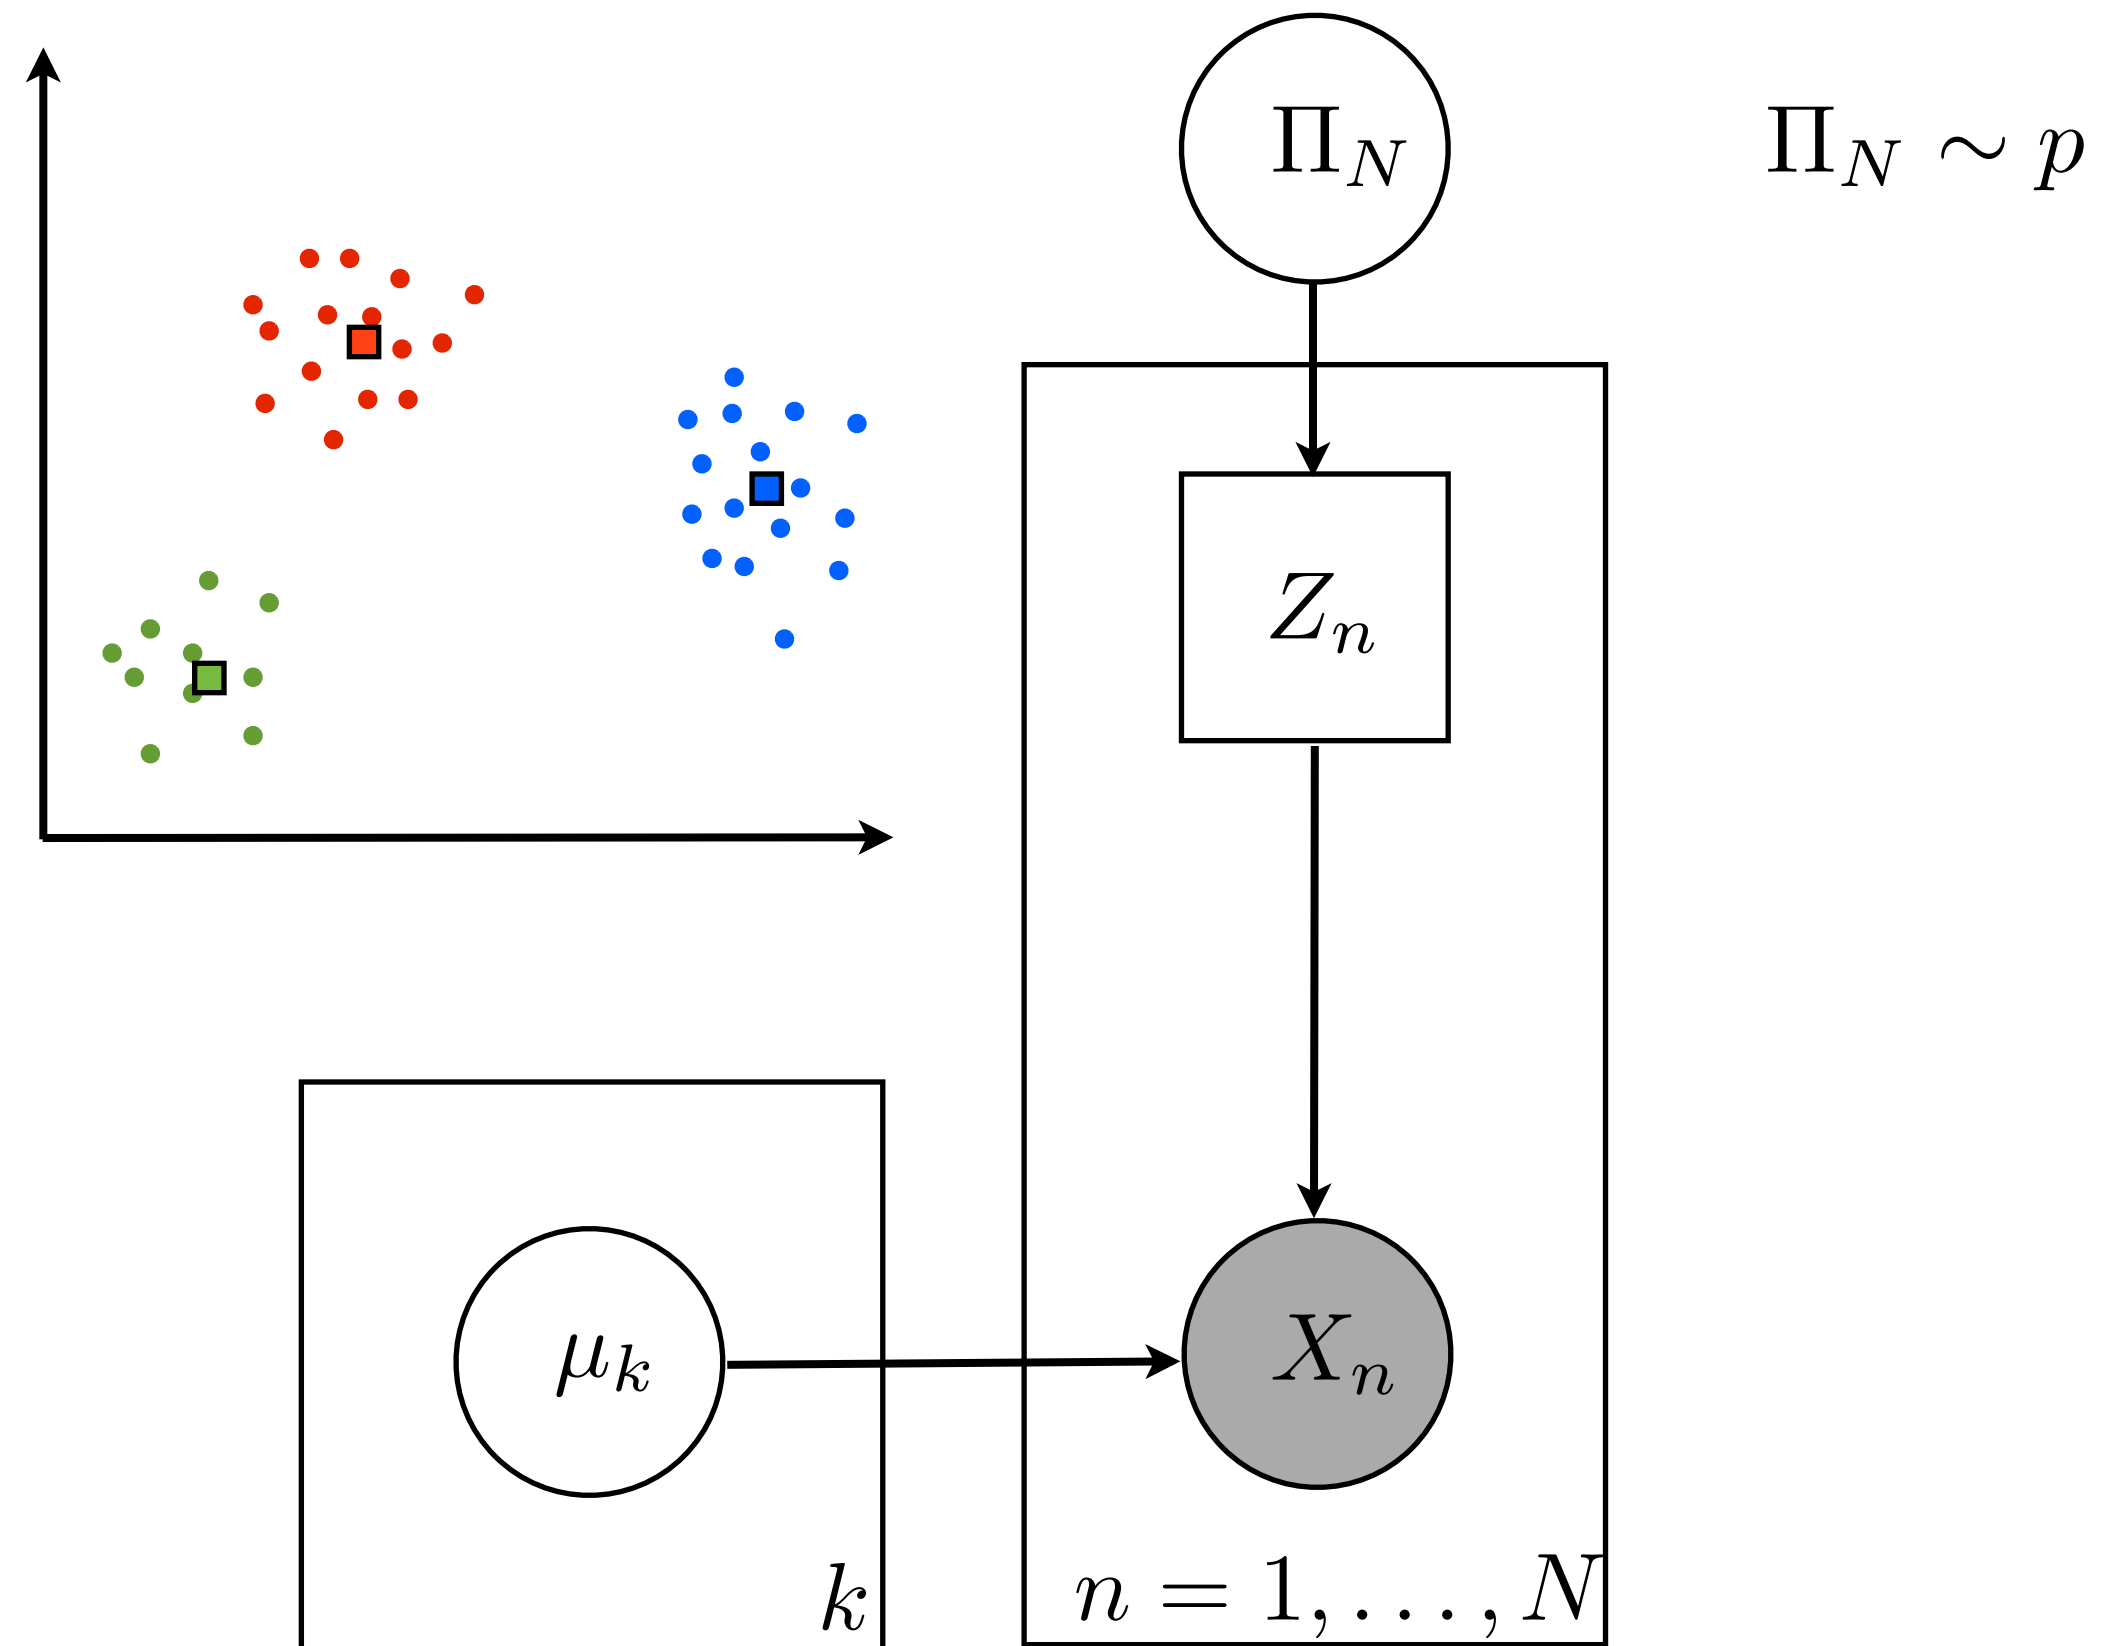 Π_N
Π_N ∼ p
Z_n
μ_k
X_n
k
n = 1, . . . , N